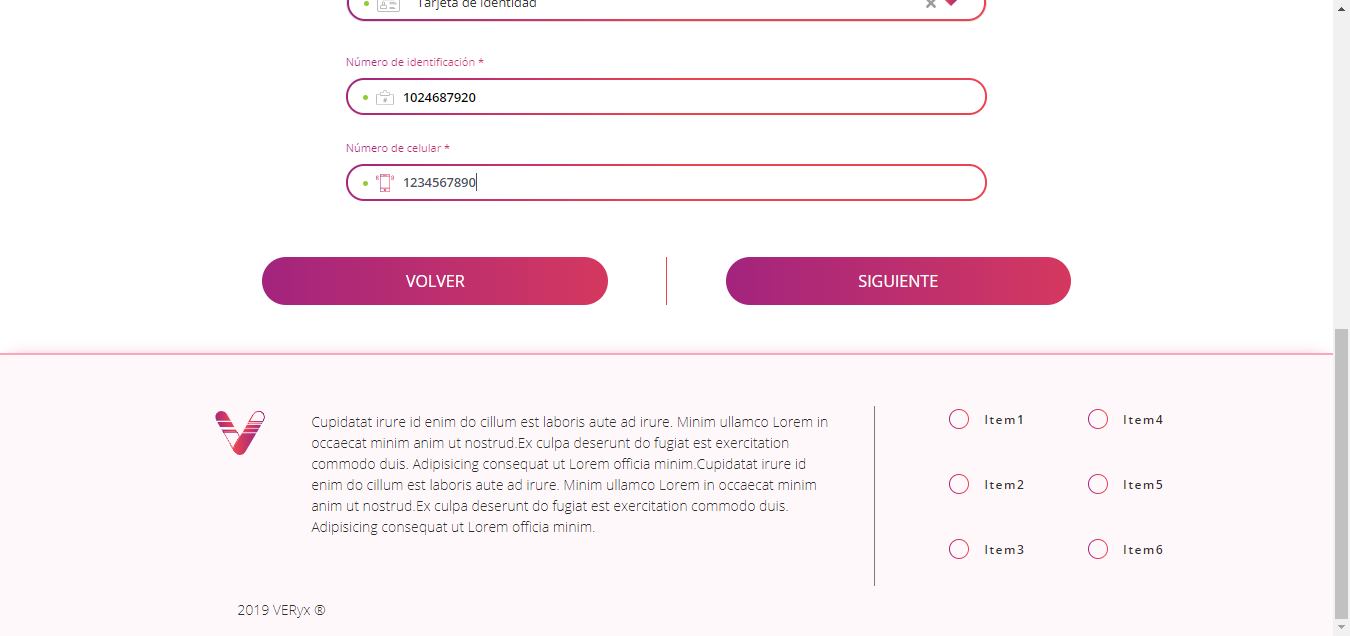 Tarjeta de identidad
Número de identificación *
1024687920
Número de celular *
1234567890
VOLVER
SIGUIENTE
Cupidatat irure id enim do cillum est laboris aute ad irure. Minim ullamco Lorem in
occaecat minim anim ut nostrud.Ex culpa deserunt do fugiat est exercitation
commodo duis. Adipisicing consequat ut Lorem officia minim.Cupidatat irure id
enim do cillum est laboris aute ad irure. Minim ullamco Lorem in occaecat minim
anim ut nostrud.Ex culpa deserunt do fugiat est exercitation commodo duis.
Adipisicing consequat ut Lorem officia minim.
Item1
Item4
Item2
Item5
Item3
Item6
2019 VERyx ®